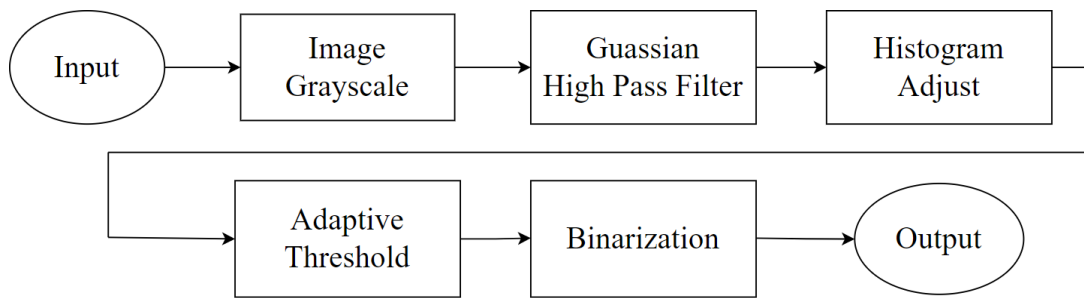 Input
Image
Grayscale
Guassian
High Pass Filter
Histogram
Adjust
Adaptive
Threshold
Binarization
Output